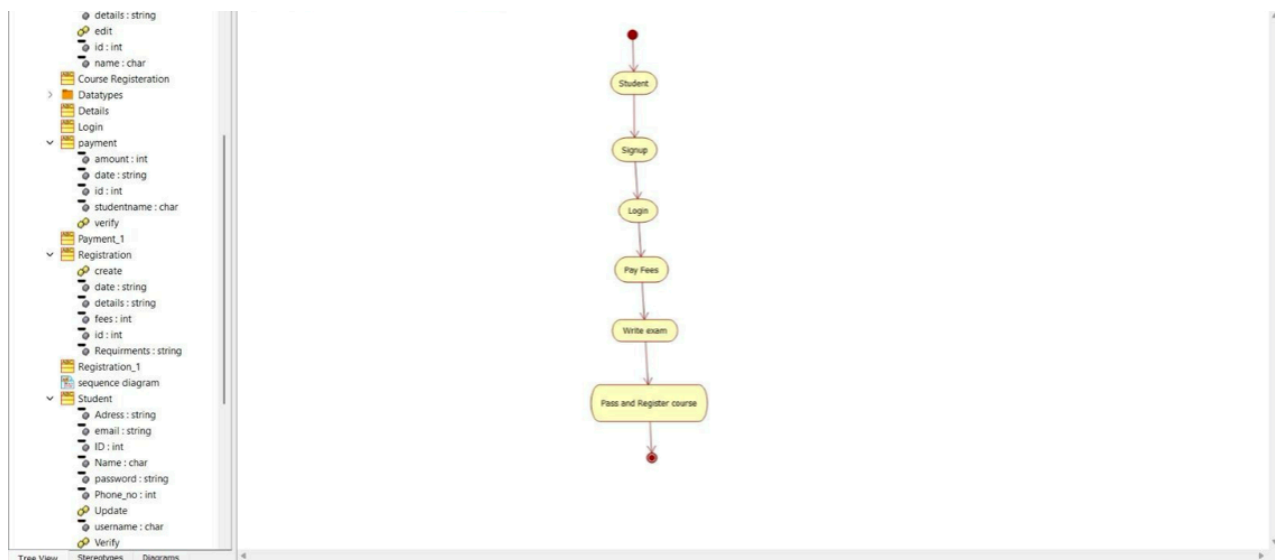 details : string
edit
id : int
name : char
Course Registeration
Datatypes
Details
Login
payment
amount : int
date : string
id : int
studentname : char
verify
Payment_1
Registration
create
date : string
details : string
fees : int
id : int
Requirments : string
Registration_1
sequence diagram
Student
Adress : string
email : string
ID : int
Name : char
password : string
Phone_no : int
Update
username : char
Verify
Tree View Stereotypes Diagrams
Student
Signup
Login
Pay Fees
Write exam
Pass and Register course